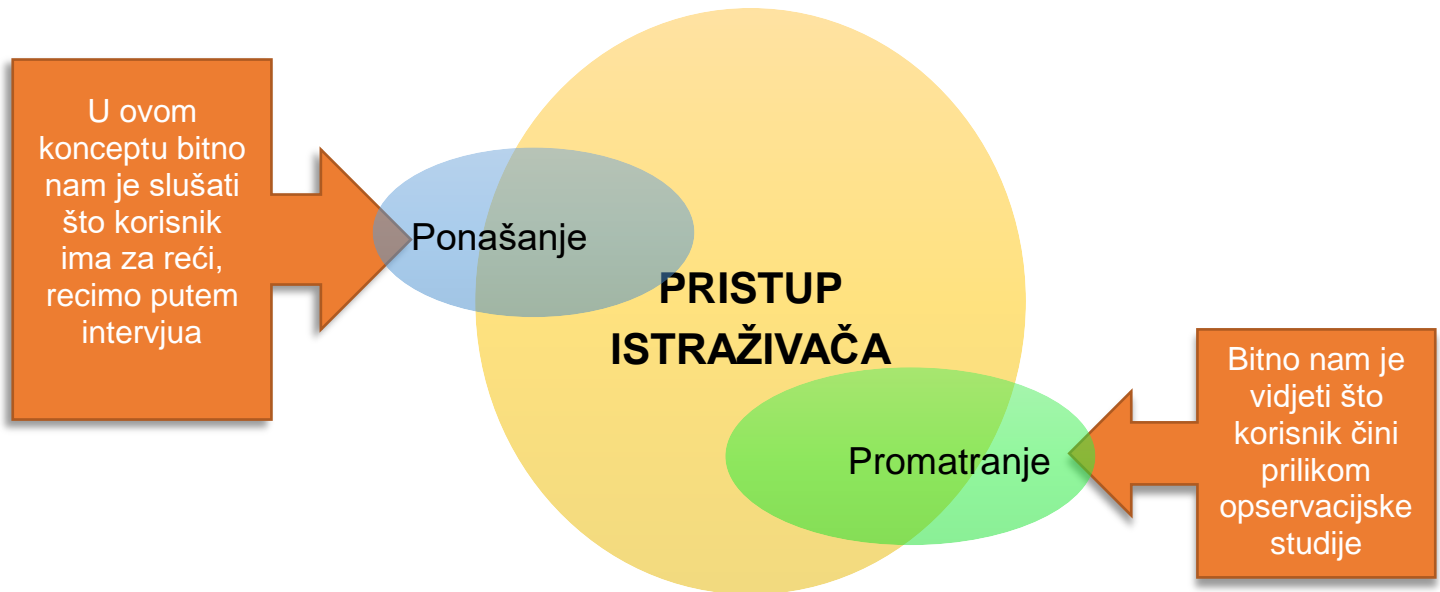 U ovom
konceptu bitno
nam je slušati
što korisnik
ima za reći,
recimo putem
intervjua
Ponašanje
PRISTUP
ISTRAŽIVAČA
Promatranje
Bitno nam je
vidjeti što
korisnik čini
prilikom
opservacijske
studije